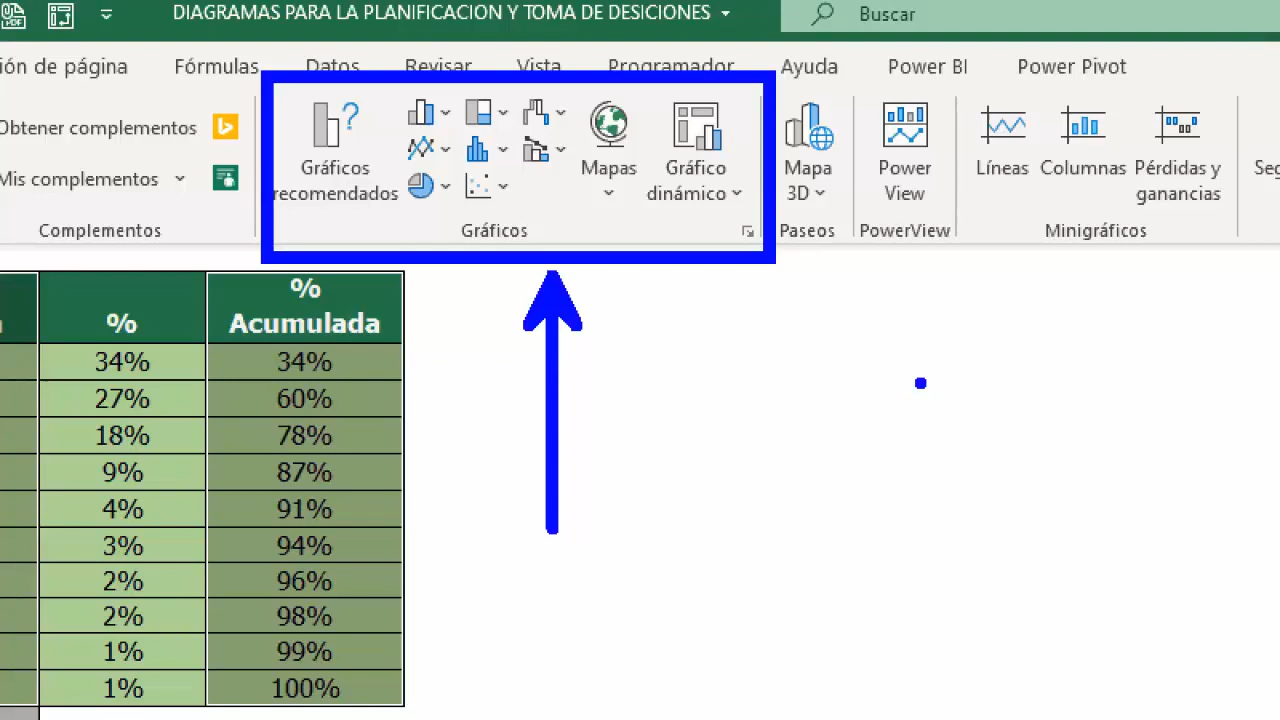 DIAGRAMAS PARA LA PLANIFICACION Y TOMA DE DESICIONES
Buscar
ión de página Fórmulas Datos Revisar Vista Programador Ayuda Power BI Power Pivot
Obtener complementos
Mis complementos
Complementos
Gráficos
recomendados
Mapas
Gráfico
dinámico
Gráficos
Mapa
3D
Paseos
Power
View
PowerView
Líneas
Columnas
Pérdidas y
ganancias
Minigráficos
Seg
% % Acumulada
34% 34%
27% 60%
18% 78%
9% 87%
4% 91%
3% 94%
2% 96%
2% 98%
1% 99%
1% 100%